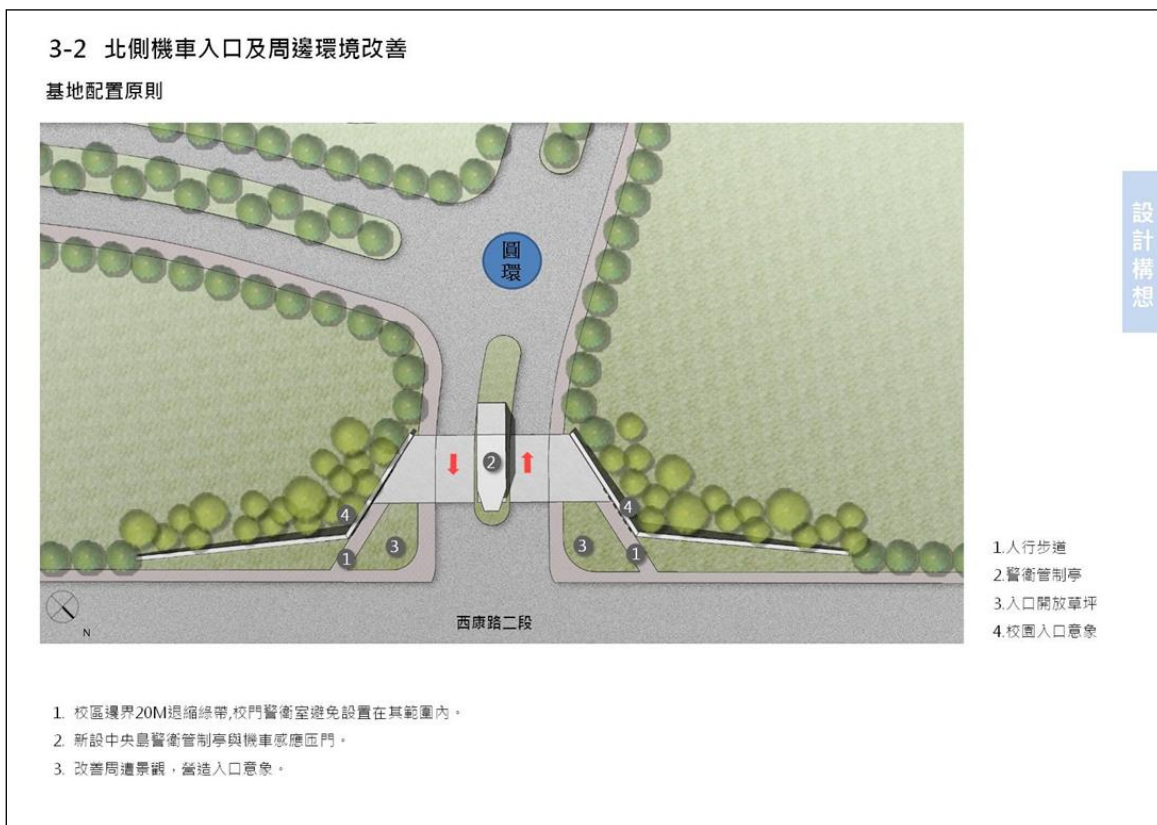 3-2 北側機車入口及周邊環境改善
基地配置原則
設計構想
圓環
2
4
4
1
3
3
1
N
西康路二段
1.人行步道
2.警衛管制亭
3.入口開放草坪
4.校園入口意象
1. 校區邊界20M退縮綠帶,校門警衛室避免設置在其範圍內。
2. 新設中央島警衛管制亭與機車感應匝門。
3. 改善周遭景觀，營造入口意象。